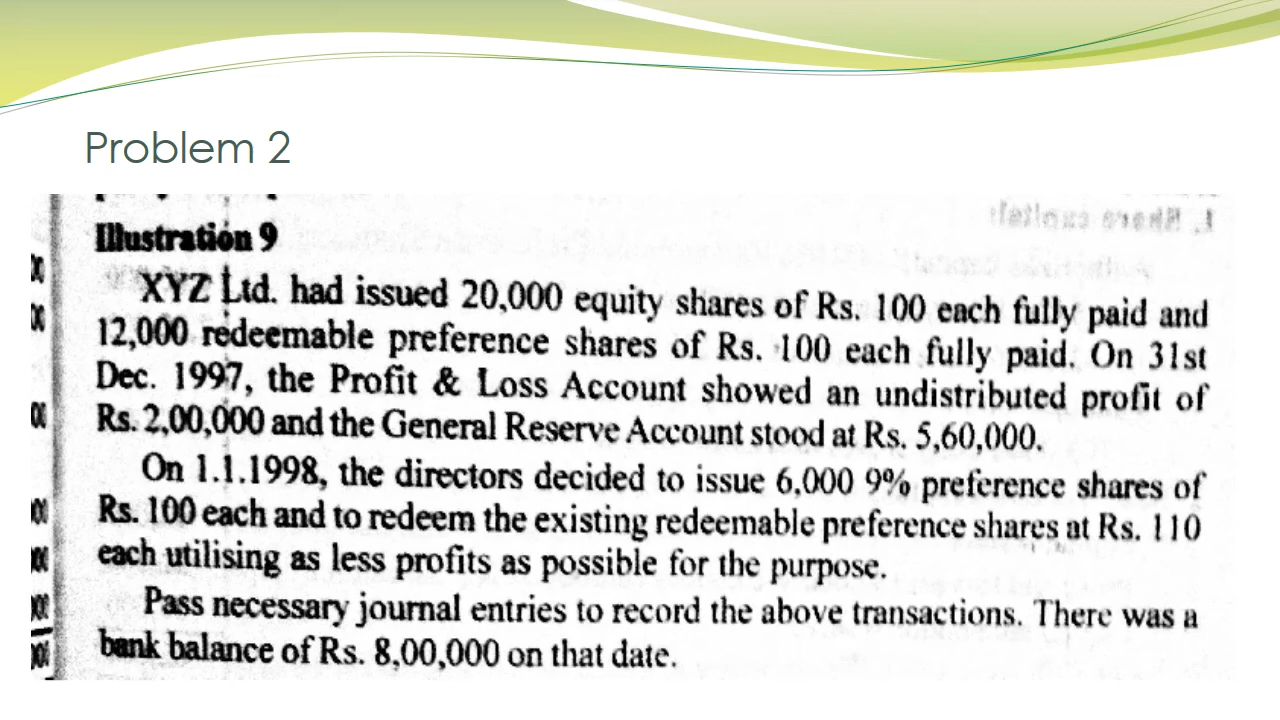 Problem 2
Illustration 9
XYZ Ltd. had issued 20,000 equity shares of Rs. 100 each fully paid and
12,000 redeemable preference shares of Rs. 100 each fully paid. On 31st
Dec. 1997, the Profit & Loss Account showed an undistributed profit of
Rs. 2,00,000 and the General Reserve Account stood at Rs. 5,60,000.
On 1.1.1998, the directors decided to issue 6,000 9% preference shares of
Rs. 100 each and to redeem the existing redeemable preference shares at Rs. 110
each utilising as less profits as possible for the purpose.
Pass necessary journal entries to record the above transactions. There was a
bank balance of Rs. 8,00,000 on that date.